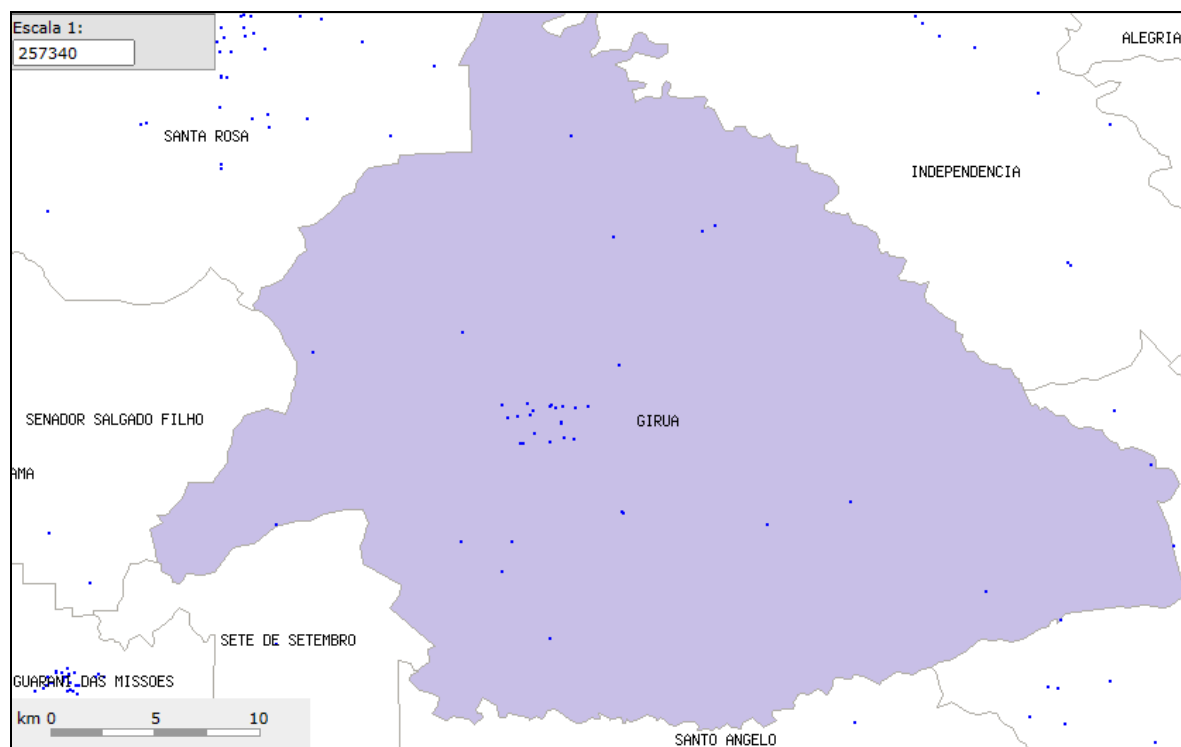 Escala 1:
257340
ALEGRIA
SANTA ROSA
INDEPENDENCIA
SENADOR SALGADO FILHO
GIRUA
AMA
SETE DE SETEMBRO
GUARANI DAS MISSOES
km 0 5 10
SANTO ANGELO